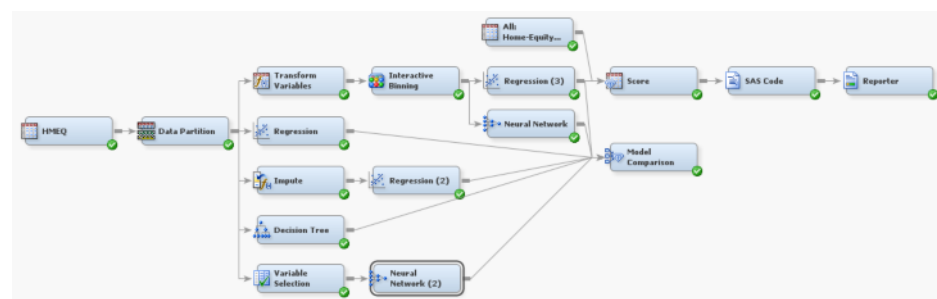 All:
Home-Equity...
Transform
Variables
Interactive
Binning
Regression (3)
Score
SAS Code
Reporter
HMEQ
Data Partition
Regression
Neural Network
Model
Comparison
Impute
Regression (2)
Decision Tree
Variable
Selection
Neural
Network (2)